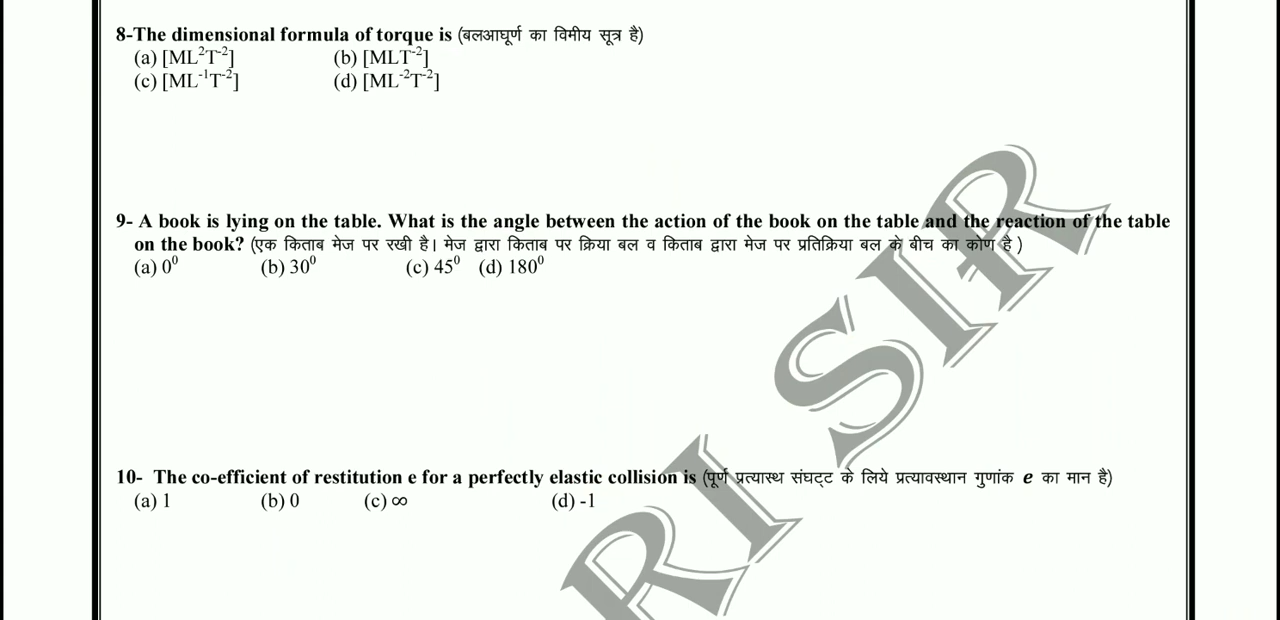 8-The dimensional formula of torque is (बलआघूर्ण का विमीय सूत्र है)
(a) [ML²T⁻²] (b) [MLT⁻²]
(c) [ML⁻¹T⁻²] (d) [ML⁻²T⁻²]
9- A book is lying on the table. What is the angle between the action of the book on the table and the reaction of the table
on the book? (एक किताब मेज पर रखी है। मेज द्वारा किताब पर क्रिया बल व किताब द्वारा मेज पर प्रतिक्रिया बल के बीच का कोण है )
(a) 0⁰ (b) 30⁰ (c) 45⁰ (d) 180⁰
10- The co-efficient of restitution e for a perfectly elastic collision is (पूर्ण प्रत्यास्थ संघट्ट के लिये प्रत्यावस्थान गुणांक e का मान है)
(a) 1 (b) 0 (c) ∞ (d) -1
RI SIR